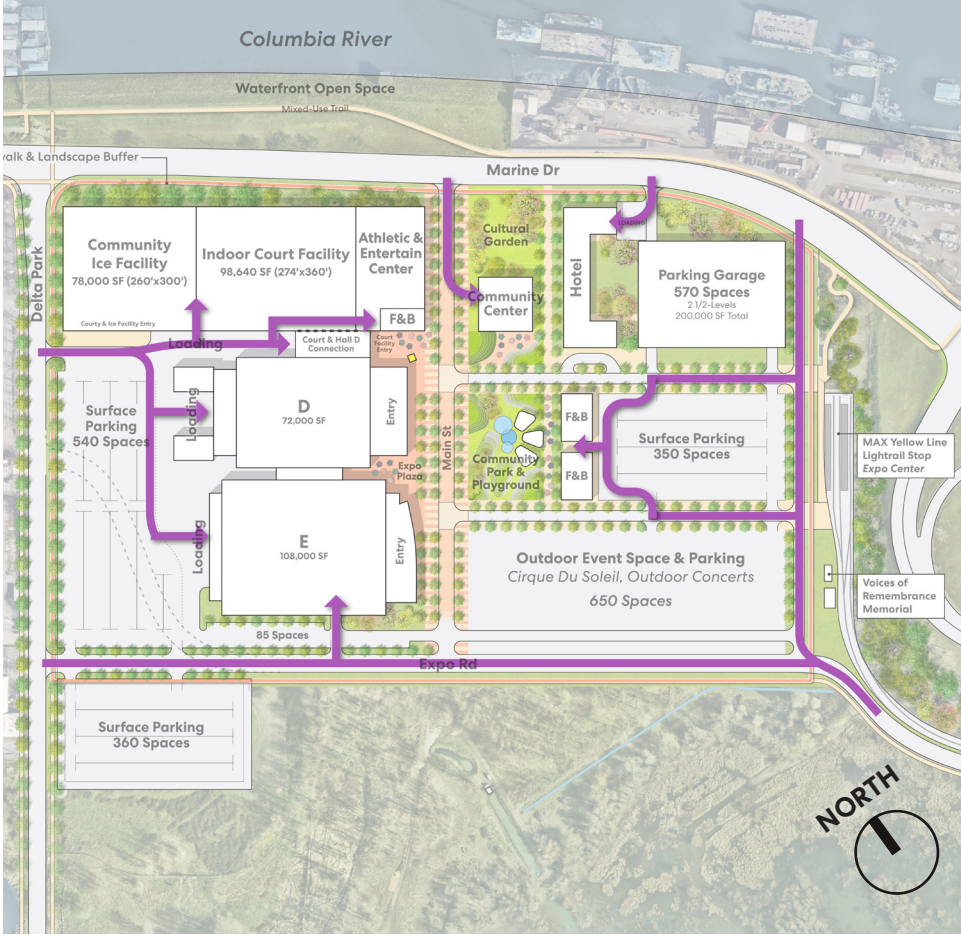 Columbia River
Waterfront Open Space
Mixed-Use Trail
valk & Landscape Buffer
Marine Dr
Delta Park
Community
Ice Facility
78,000 SF (260'x300')
Courty & Ice Facility Entry
Indoor Court Facility
98,640 SF (274'x360')
Athletic &
Entertain
Center
F&B
Cultural
Garden
Community
Center
Hotel
LOADING
Parking Garage
570 Spaces
2 1/2-Levels
200,000 SF Total
Loading
Court & Hall D
Connection
Court
Facility
Entry
Surface
Parking
540 Spaces
Loading
D
72,000 SF
Entry
Main St
Expo
Plaza
Community
Park &
Playground
F&B
F&B
Surface Parking
350 Spaces
MAX Yellow Line
Lightrail Stop
Expo Center
Loading
E
108,000 SF
Entry
Outdoor Event Space & Parking
Cirque Du Soleil, Outdoor Concerts
650 Spaces
Voices of
Remembrance
Memorial
85 Spaces
Expo Rd
Surface Parking
360 Spaces
NORTH